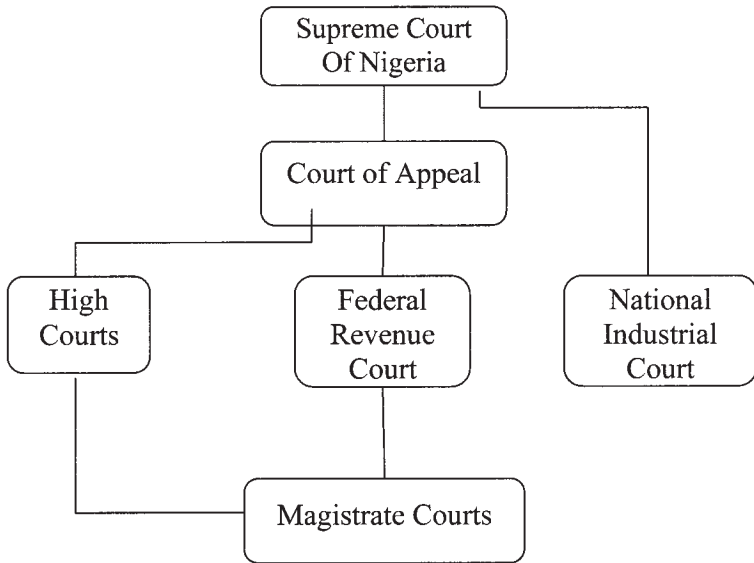 Supreme Court
Of Nigeria
Court of Appeal
High
Courts
Federal
Revenue
Court
National
Industrial
Court
Magistrate Courts